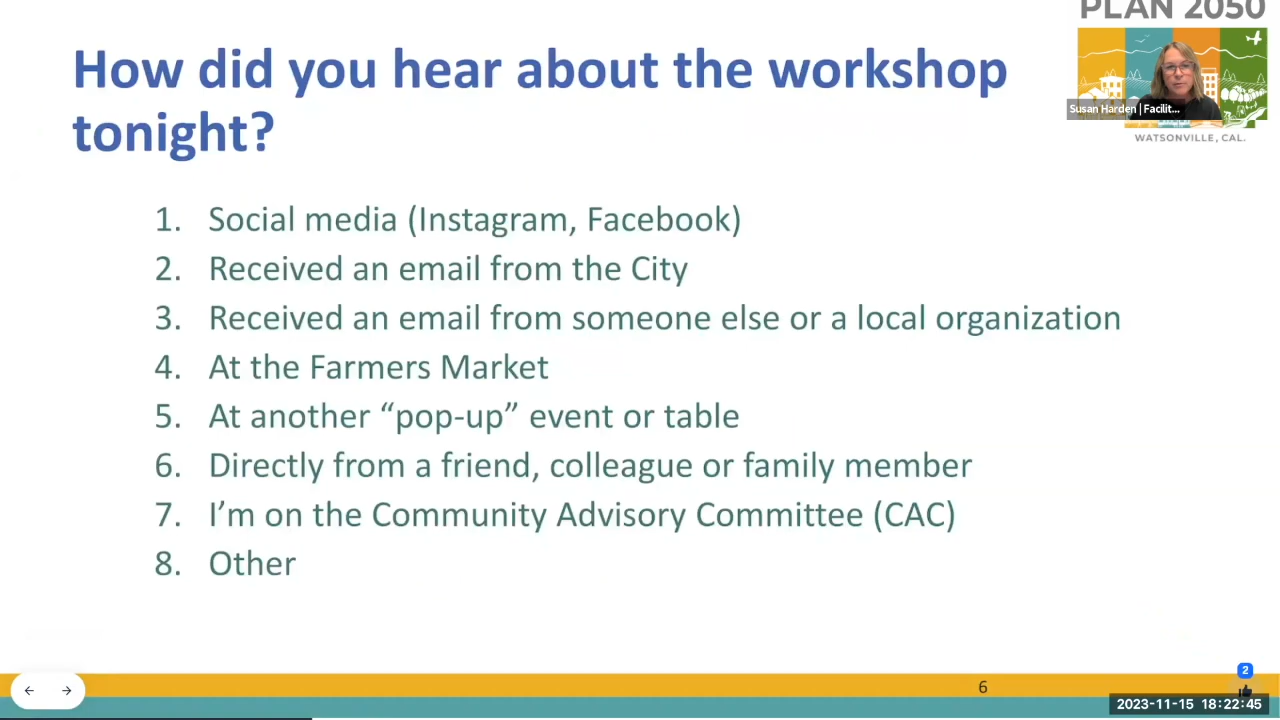 PLAN 2050
How did you hear about the workshop
tonight?
Susan Harden | Facilit...
WATSONVILLE, CAL.
1. Social media (Instagram, Facebook)
2. Received an email from the City
3. Received an email from someone else or a local organization
4. At the Farmers Market
5. At another “pop-up” event or table
6. Directly from a friend, colleague or family member
7. I’m on the Community Advisory Committee (CAC)
8. Other
6
2
2023-11-15 18:22:45